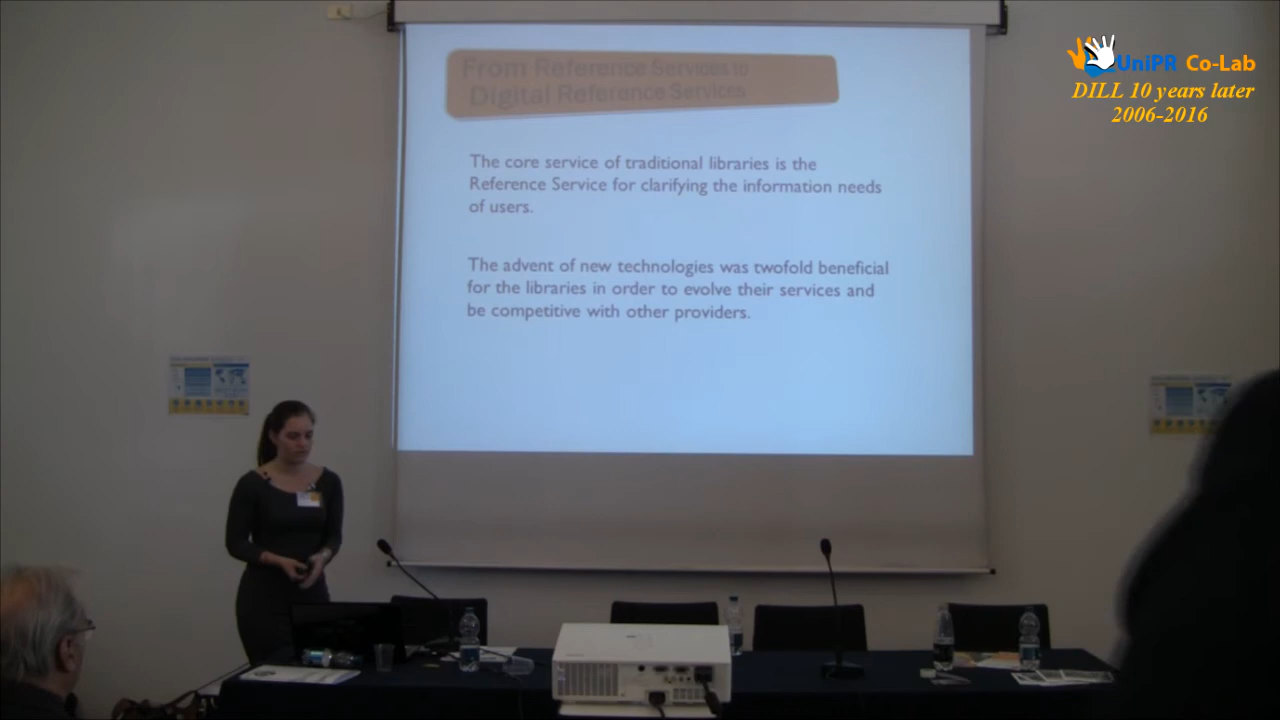 From Reference Services to
Digital Reference Services
The core service of traditional libraries is the
Reference Service for clarifying the information needs
of users.
The advent of new technologies was twofold beneficial
for the libraries in order to evolve their services and
be competitive with other providers.
UniPR Co-Lab
DILL 10 years later
2006-2016